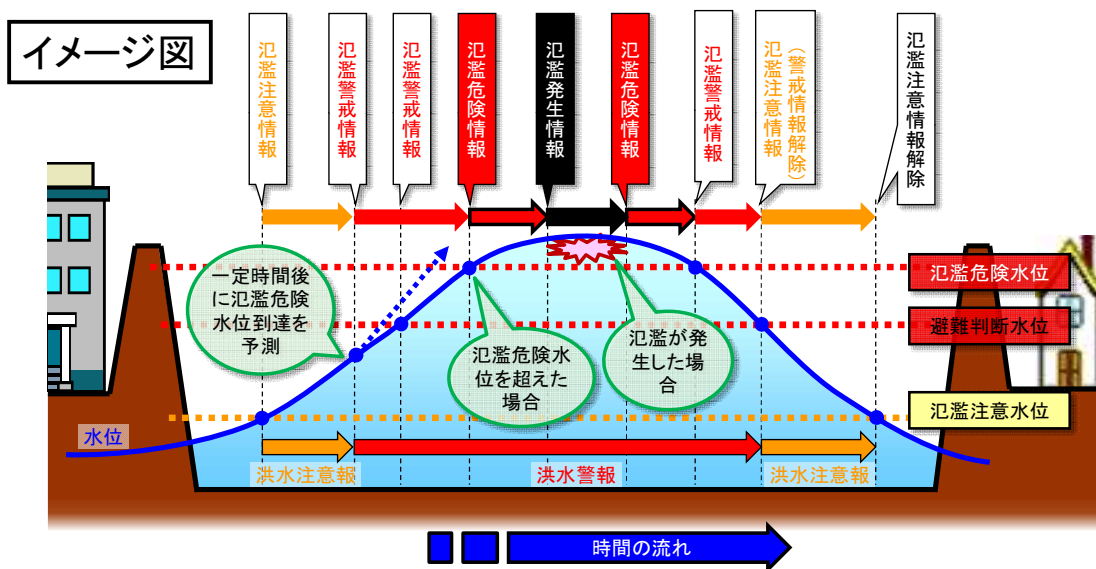 イメージ図
氾濫注意情報
氾濫警戒情報
氾濫警戒情報
氾濫危険情報
氾濫発生情報
氾濫危険情報
氾濫警戒情報
氾濫注意情報
（警戒情報解除）
氾濫注意情報解除
一定時間後
に氾濫危険
水位到達を
予測
氾濫危険水
位を超えた
場合
氾濫が発
生した場
合
氾濫危険水位
避難判断水位
氾濫注意水位
水位
洪水注意報
洪水警報
洪水注意報
時間の流れ